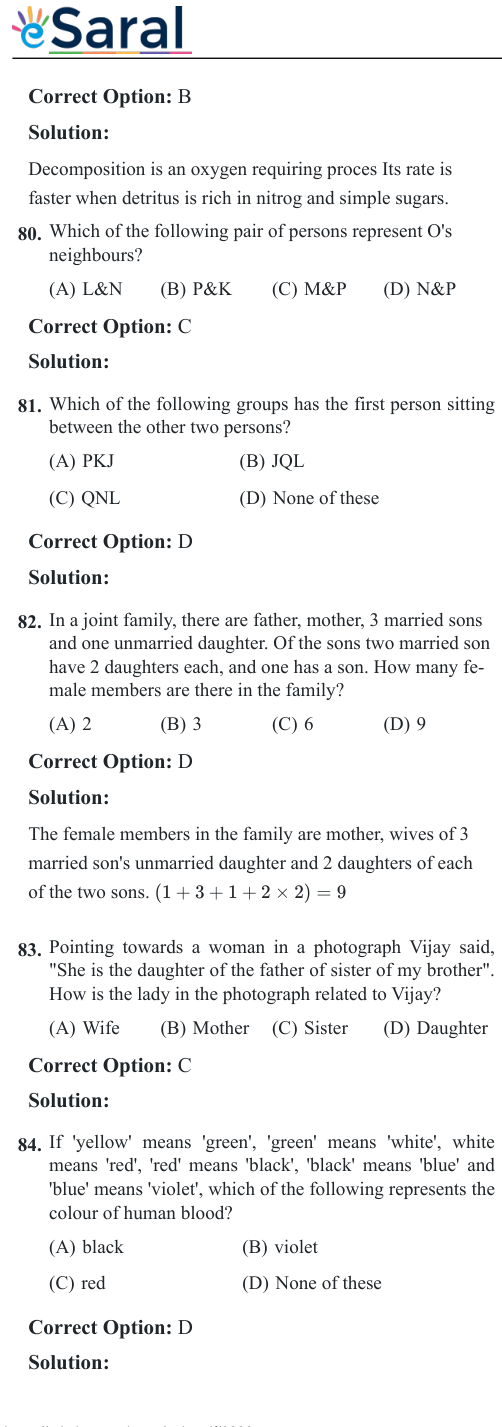 eSaral
Correct Option: B
Solution:
Decomposition is an oxygen requiring proces Its rate is
faster when detritus is rich in nitrog and simple sugars.
80. Which of the following pair of persons represent O's
neighbours?
(A) L&N (B) P&K (C) M&P (D) N&P
Correct Option: C
Solution:
81. Which of the following groups has the first person sitting
between the other two persons?
(A) PKJ (B) JQL
(C) QNL (D) None of these
Correct Option: D
Solution:
82. In a joint family, there are father, mother, 3 married sons
and one unmarried daughter. Of the sons two married son
have 2 daughters each, and one has a son. How many fe-
male members are there in the family?
(A) 2 (B) 3 (C) 6 (D) 9
Correct Option: D
Solution:
The female members in the family are mother, wives of 3
married son's unmarried daughter and 2 daughters of each
of the two sons. (1 + 3 + 1 + 2 × 2) = 9
83. Pointing towards a woman in a photograph Vijay said,
"She is the daughter of the father of sister of my brother".
How is the lady in the photograph related to Vijay?
(A) Wife (B) Mother (C) Sister (D) Daughter
Correct Option: C
Solution:
84. If 'yellow' means 'green', 'green' means 'white', white
means 'red', 'red' means 'black', 'black' means 'blue' and
'blue' means 'violet', which of the following represents the
colour of human blood?
(A) black (B) violet
(C) red (D) None of these
Correct Option: D
Solution: